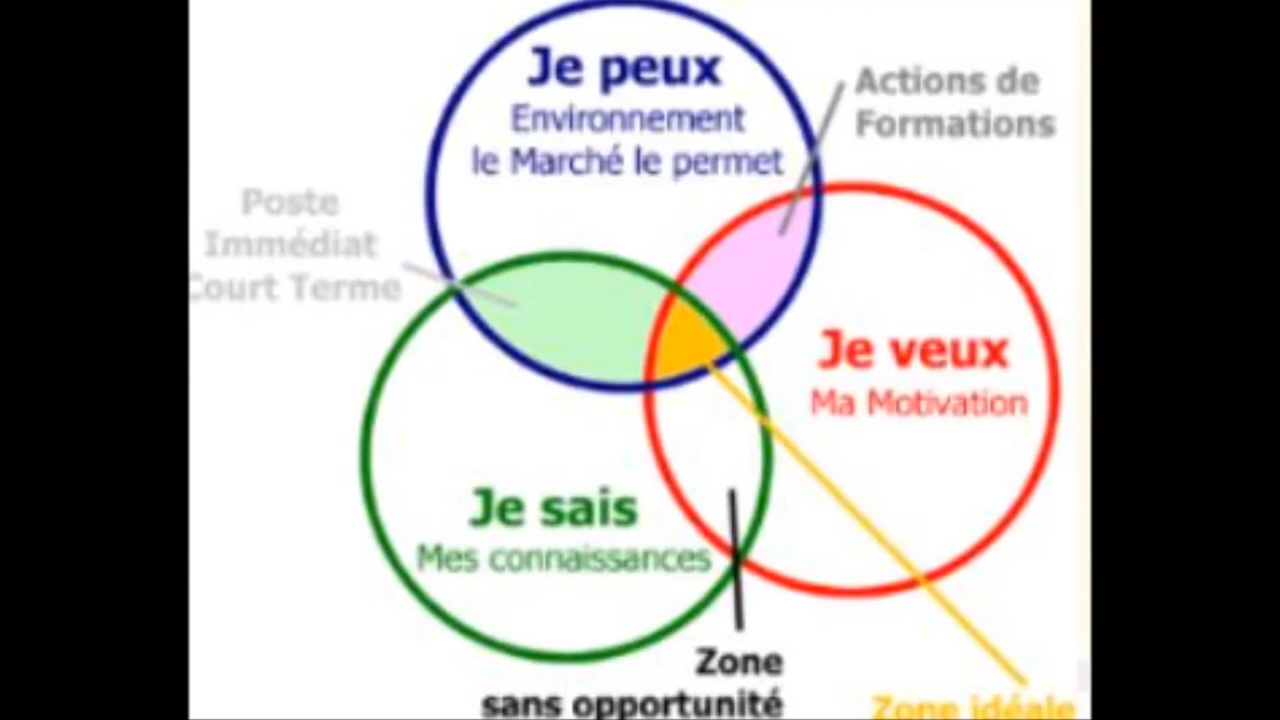 Je peux
Environnement
le Marché le permet
Actions de
Formations
Poste
Immédiat
Court Terme
Je veux
Ma Motivation
Je sais
Mes connaissances
Zone
sans opportunité
Zone idéale